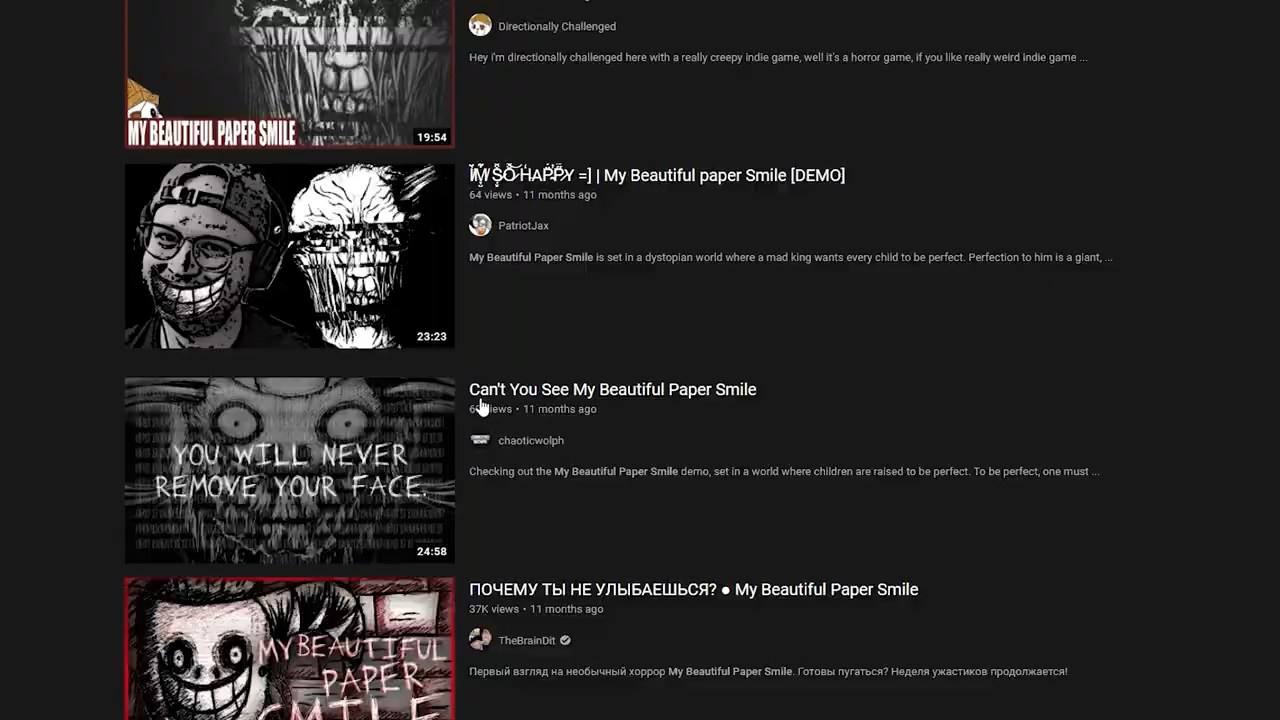 Directionally Challenged
Hey i'm directionally challenged here with a really creepy indie game, well it's a horror game, if you like really weird indie game ...
MY BEAUTIFUL PAPER SMILE
19:54
I'M SO HAPPY =] | My Beautiful paper Smile [DEMO]
64 views • 11 months ago
PatriotJax
My Beautiful Paper Smile is set in a dystopian world where a mad king wants every child to be perfect. Perfection to him is a giant, ...
23:23
Can't You See My Beautiful Paper Smile
views • 11 months ago
chaoticwolph
YOU WILL NEVER
REMOVE YOUR FACE.
Checking out the My Beautiful Paper Smile demo, set in a world where children are raised to be perfect. To be perfect, one must ...
24:58
ПОЧЕМУ ТЫ НЕ УЛЫБАЕШЬСЯ? ● My Beautiful Paper Smile
37K views • 11 months ago
TheBrainDit
MY BEAUTIFUL
PAPER
SMILE
Первый взгляд на необычный хоррор My Beautiful Paper Smile. Готовы пугаться? Неделя ужастиков продолжается!